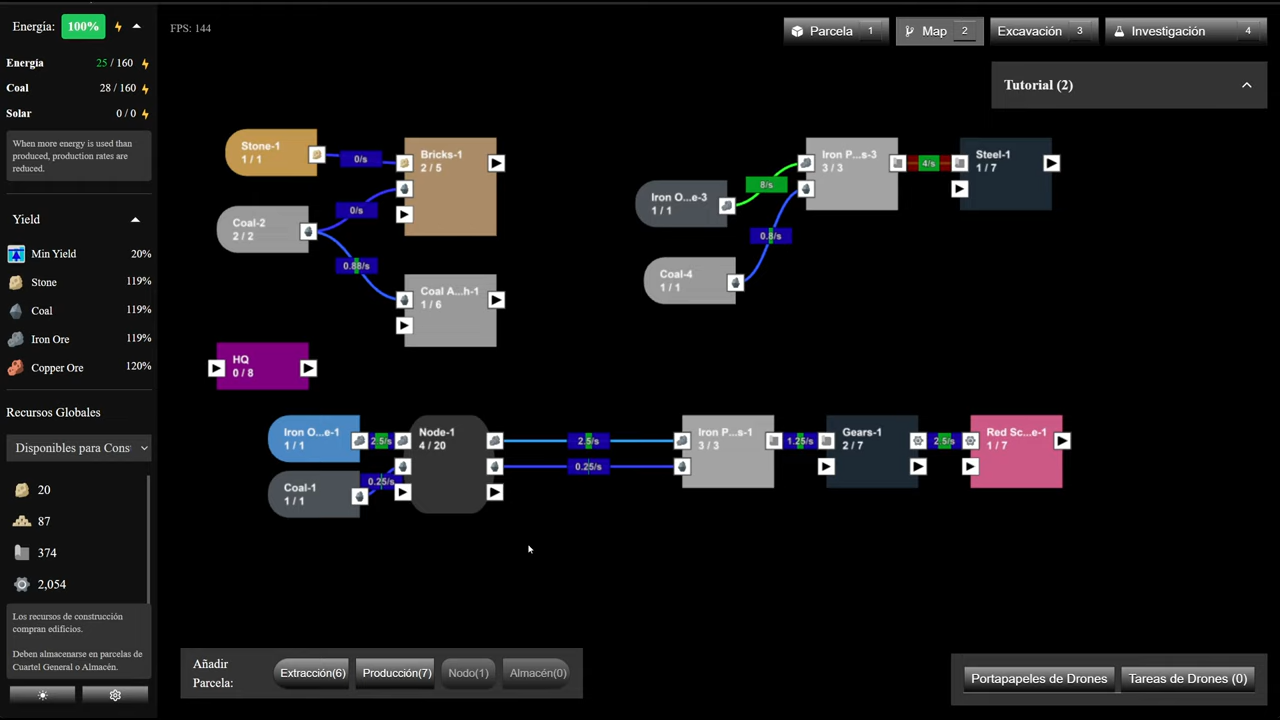 Energía: 100%
FPS: 144
Parcela 1
Map 2
Excavación 3
Investigación 4
Energía 25 / 160
Coal 28 / 160
Solar 0 / 0
When more energy is used than
produced, production rates are
reduced.
Tutorial (2)
Yield
Min Yield 20%
Stone 119%
Coal 119%
Iron Ore 119%
Copper Ore 120%
Recursos Globales
Disponibles para Cons
20
87
374
2,054
Los recursos de construcción
compran edificios.
Deben almacenarse en parcelas de
Cuartel General o Almacén.
Stone-1
1 / 1
0/s
Bricks-1
2 / 5
Coal-2
2 / 2
0/s
0.88/s
Coal A...h-1
1 / 6
HQ
0 / 8
Iron O...e-3
1 / 1
8/s
Iron P...s-3
3 / 3
4/s
Steel-1
1 / 7
Coal-4
1 / 1
0.8/s
Iron O...e-1
1 / 1
2.5/s
Coal-1
1 / 1
0.25/s
Node-1
4 / 20
2.5/s
0.25/s
Iron P...s-1
3 / 3
1.25/s
Gears-1
2 / 7
2.5/s
Red Sc...e-1
1 / 7
Añadir
Parcela:
Extracción(6)
Producción(7)
Nodo(1)
Almacén(0)
Portapapeles de Drones
Tareas de Drones (0)